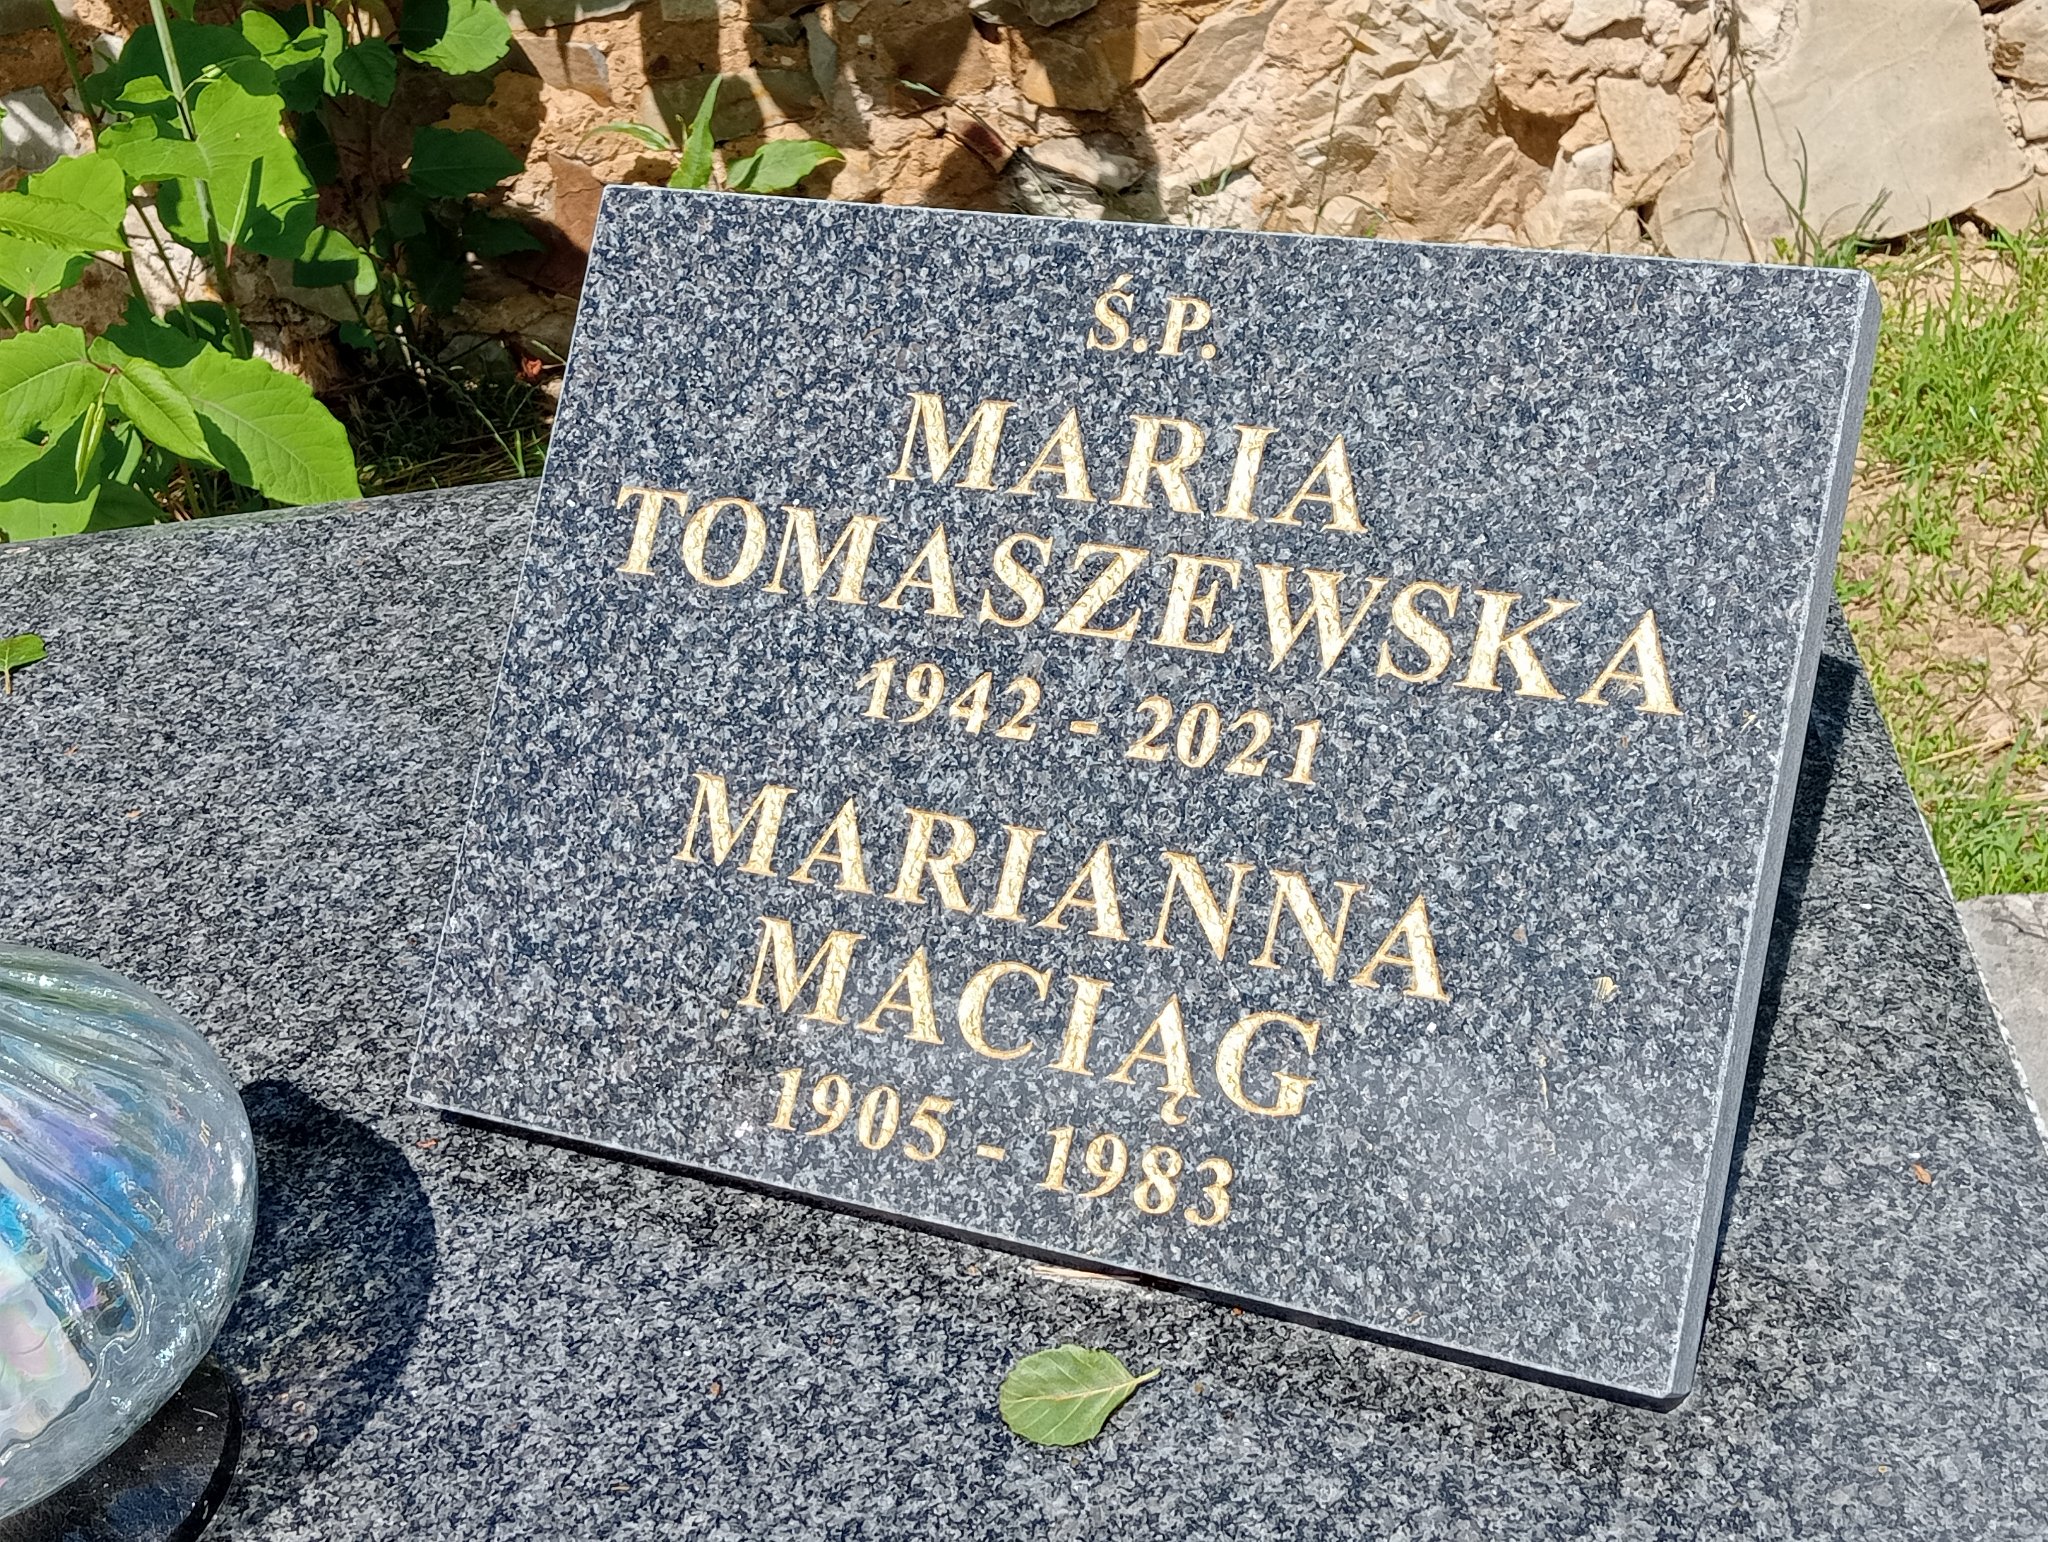 Ś.P.
MARIA
TOMASZEWSKA
1942 - 2021
MARIANNA
MACIĄG
1905 - 1983